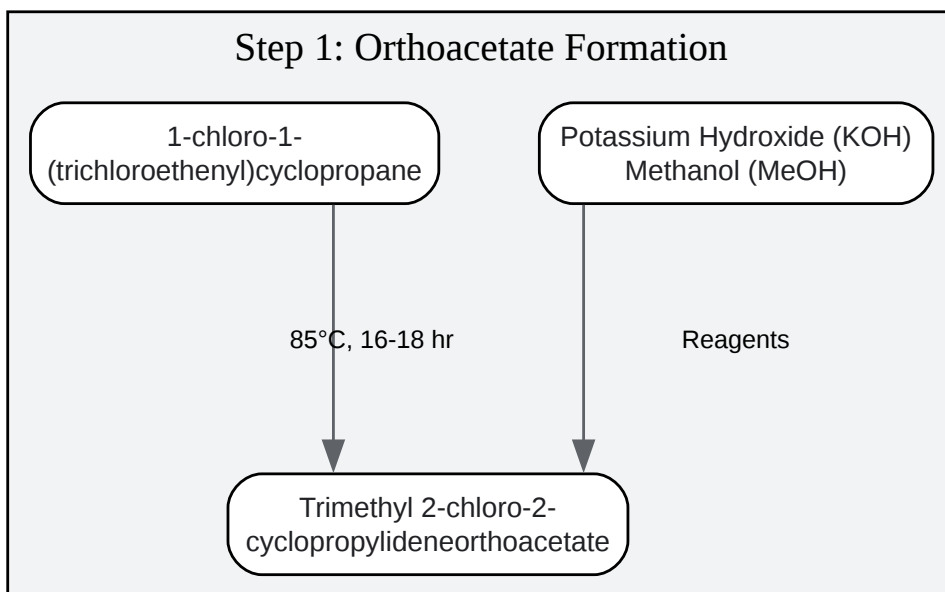 Step 1: Orthoacetate Formation
1-chloro-1-
(trichloroethenyl)cyclopropane
Potassium Hydroxide (KOH)
Methanol (MeOH)
85°C, 16-18 hr
Reagents
Trimethyl 2-chloro-2-
cyclopropylideneorthoacetate